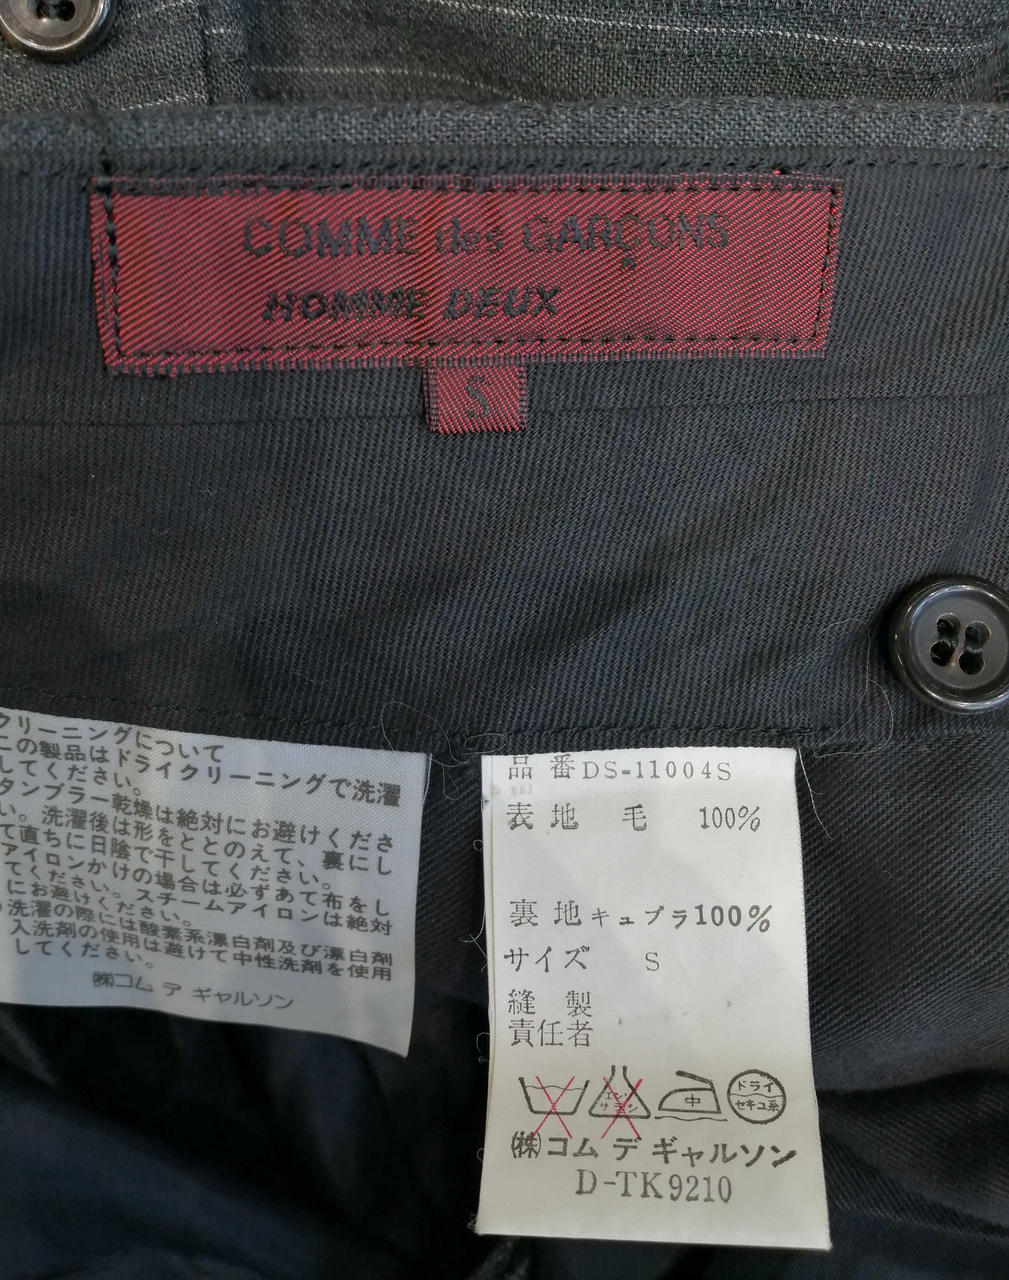 COMME des GARÇONS
HOMME DEUX
S
クリーニングについて
この製品はドライクリーニングで洗濯
してください。
タンブラー乾燥は絶対にお避けくださ
い。洗濯後は形をととのえて、裏にし
て直ちに日陰で干してください。
アイロンかけの場合は必ずあて布をし
てください。スチームアイロンは絶対
にお避けください。
洗濯の際には酸素系漂白剤及び漂白剤
入洗剤の使用は避けて中性洗剤を使用
してください。
㈱コム デ ギャルソン
品 番 DS-11004S
表 地 毛 100%
裏 地 キュプラ 100%
サイズ S
縫 製
責任者
エンソ
サラシ
中
ドライ
セキユ系
㈱コム デ ギャルソン
D-TK9210